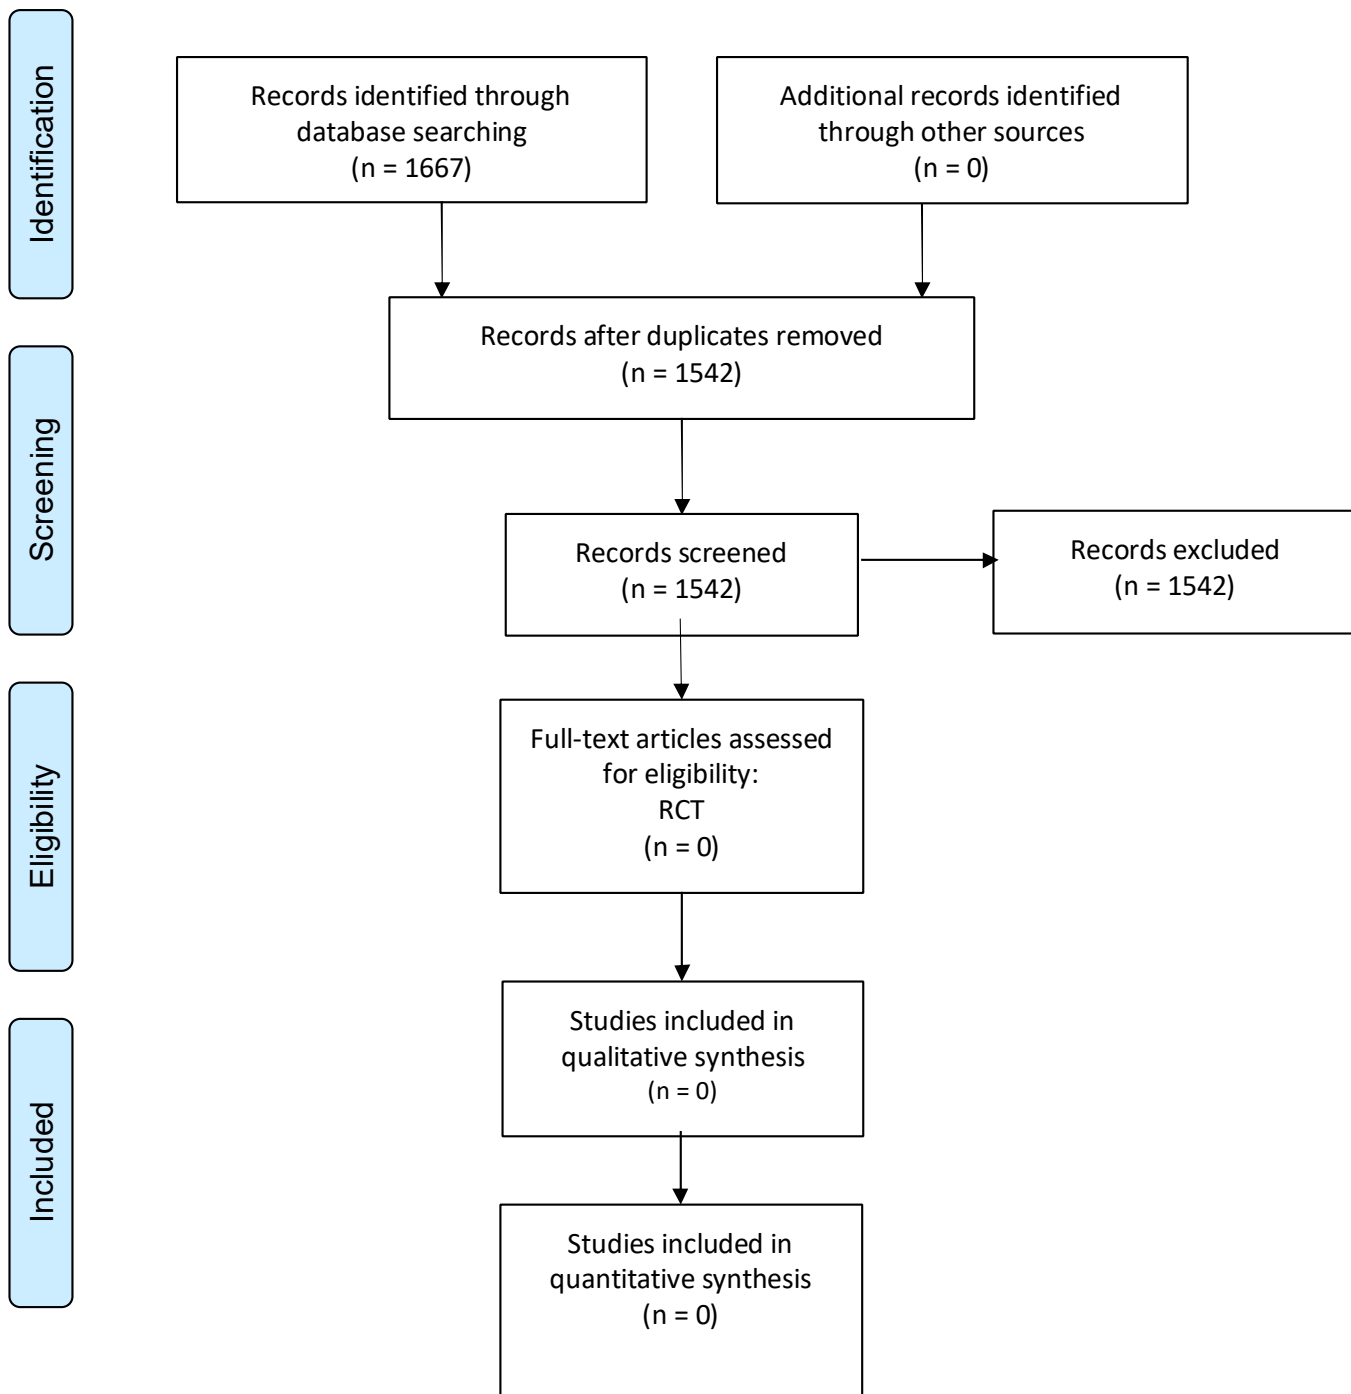 Identification
Records identified through
database searching
(n = 1667)
Additional records identified
through other sources
(n = 0)
Records after duplicates removed
(n = 1542)
Screening
Records screened
(n = 1542)
Records excluded
(n = 1542)
Eligibility
Full-text articles assessed
for eligibility:
RCT
(n = 0)
Included
Studies included in
qualitative synthesis
(n = 0)
Studies included in
quantitative synthesis
(n = 0)